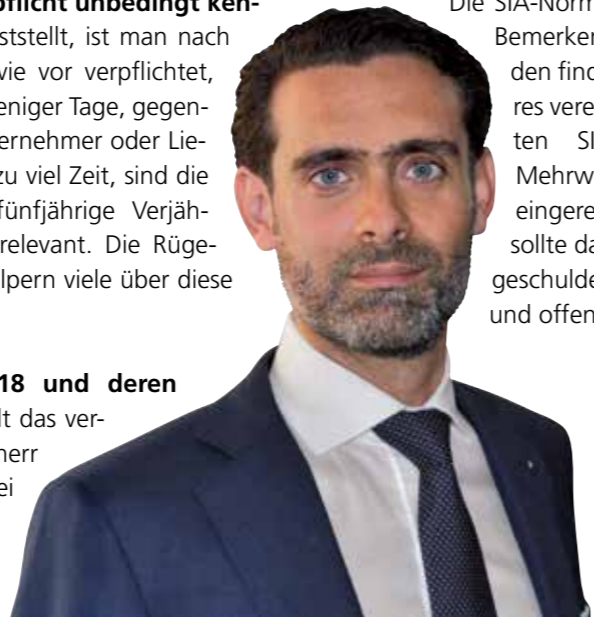 pflicht unbedingt ken-
ststellt, ist man nach
wie vor verpflichtet,
eniger Tage, gegen-
ernehmer oder Lie-
zu viel Zeit, sind die
fünfjährige Verjäh-
relevant. Die Rüge-
lpern viele über diese
18 und deren
lt das ver-
herr
ei
Die SIA-Norm
Bemerken
den find
res verei
ten SI
Mehrw
eingere
sollte da
geschulde
und offen